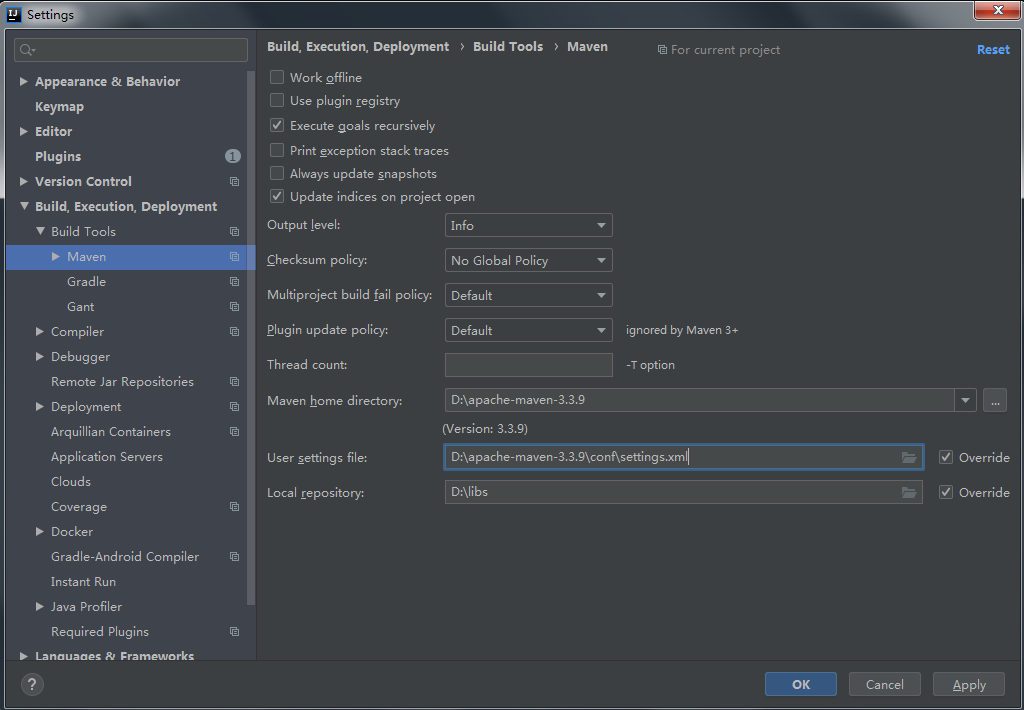 Settings
Appearance & Behavior
Keymap
Editor
Plugins 1
Version Control
Build, Execution, Deployment
Build Tools
Maven
Gradle
Gant
Compiler
Debugger
Remote Jar Repositories
Deployment
Arquillian Containers
Application Servers
Clouds
Coverage
Docker
Gradle-Android Compiler
Instant Run
Java Profiler
Required Plugins
Languages & Frameworks
Build, Execution, Deployment › Build Tools › Maven For current project Reset
Work offline
Use plugin registry
Execute goals recursively
Print exception stack traces
Always update snapshots
Update indices on project open
Output level: Info
Checksum policy: No Global Policy
Multiproject build fail policy: Default
Plugin update policy: Default ignored by Maven 3+
Thread count: -T option
Maven home directory: D:\apache-maven-3.3.9 ...
(Version: 3.3.9)
User settings file: D:\apache-maven-3.3.9\conf\settings.xml Override
Local repository: D:\libs Override
? OK Cancel Apply